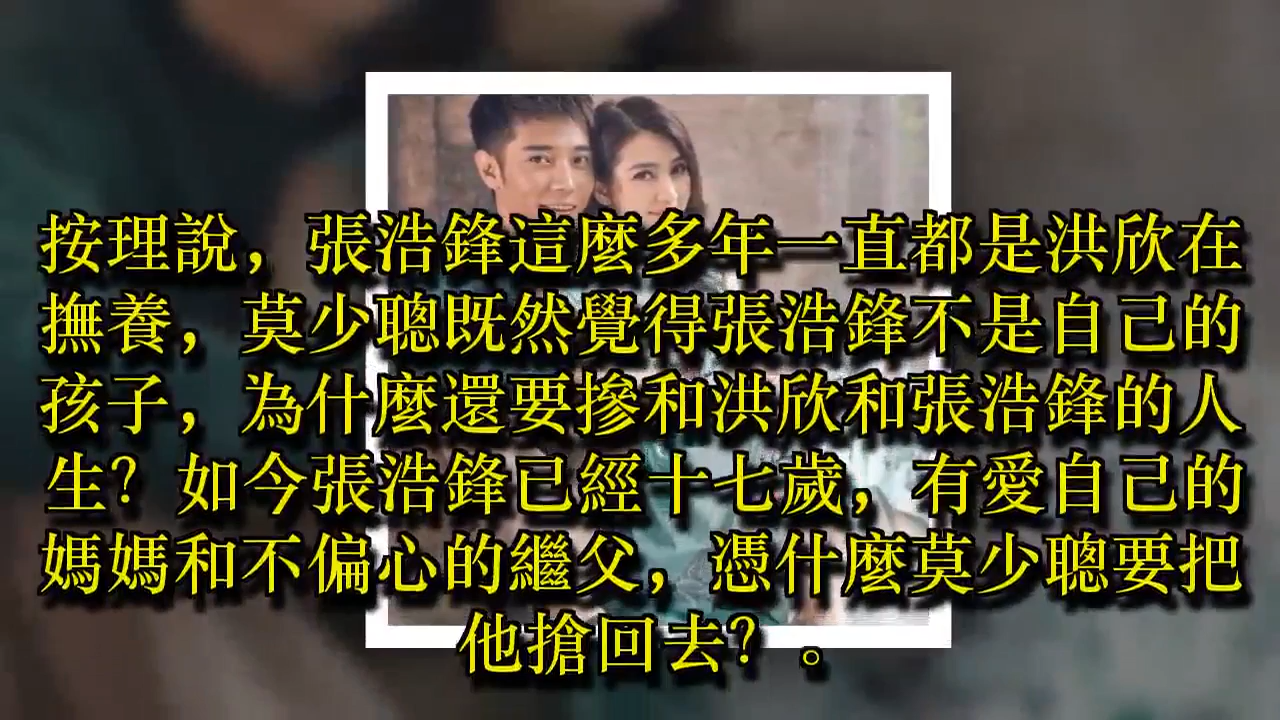 按理說，張浩鋒這麼多年一直都是洪欣在
撫養，莫少聰既然覺得張浩鋒不是自己的
孩子，為什麼還要摻和洪欣和張浩鋒的人
生？如今張浩鋒已經十七歲，有愛自己的
媽媽和不偏心的繼父，憑什麼莫少聰要把
他搶回去？。